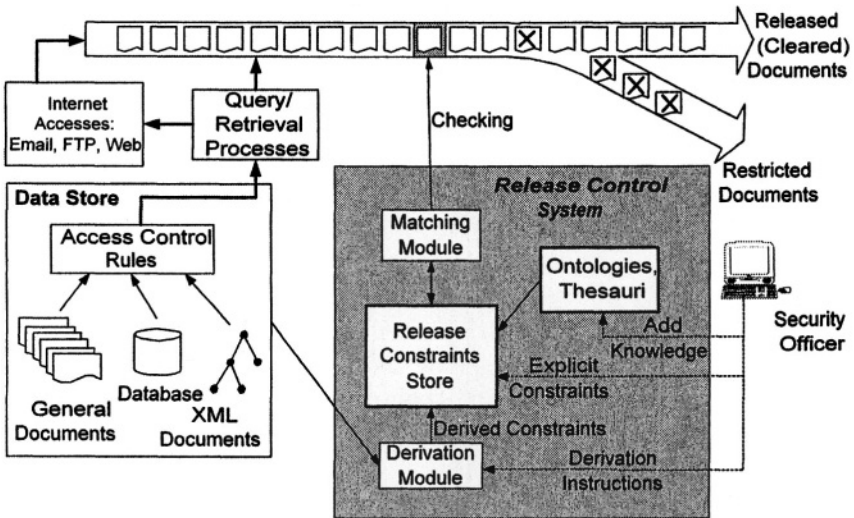 Released
(Cleared)
Documents
Internet
Accesses:
Email, FTP, Web
Query/
Retrieval
Processes
Checking
Restricted
Documents
Data Store
Access Control
Rules
General
Documents
Database
XML
Documents
Release Control
System
Matching
Module
Ontologies,
Thesauri
Release
Constraints
Store
Add
Knowledge
Explicit
Constraints
Derived Constraints
Derivation
Module
Derivation
Instructions
Security
Officer